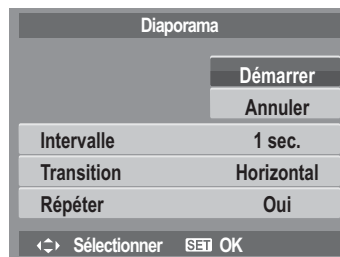 Diaporama
Démarrer
Annuler
Intervalle 1 sec.
Transition Horizontal
Répéter Oui
Sélectionner SET OK